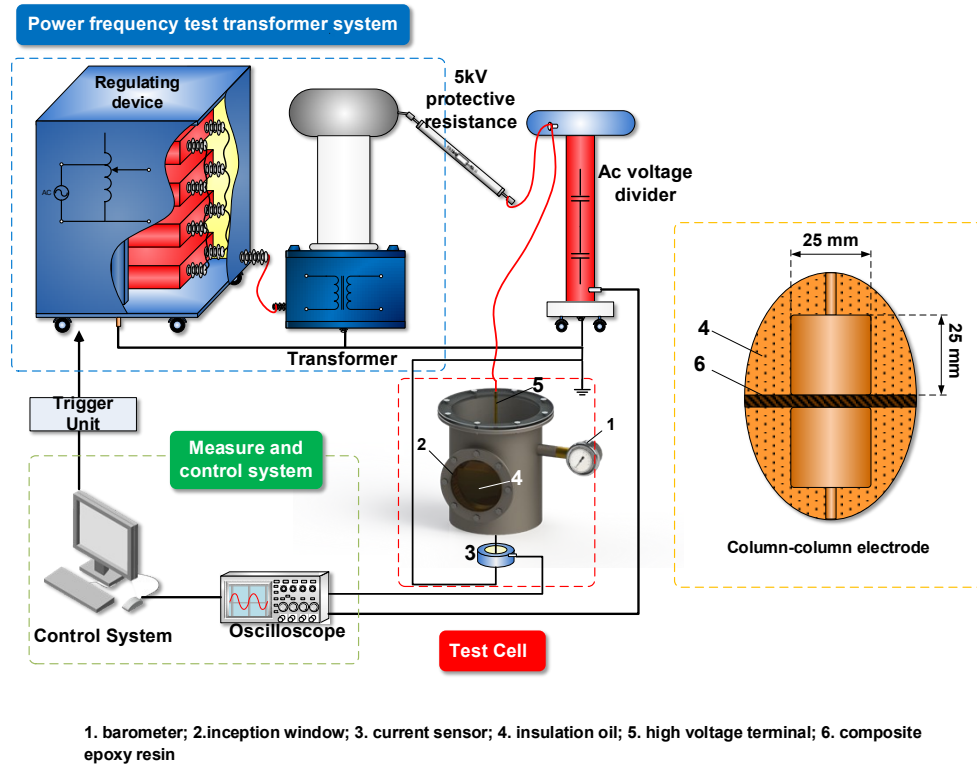 Power frequency test transformer system
Regulating
device
AC
5kV
protective
resistance
Ac voltage
divider
Transformer
Trigger
Unit
Measure and
control system
Control System
Oscilloscope
5
1
2
4
3
Test Cell
25 mm
25 mm
4
6
Column-column electrode
1. barometer; 2.inception window; 3. current sensor; 4. insulation oil; 5. high voltage terminal; 6. composite
epoxy resin